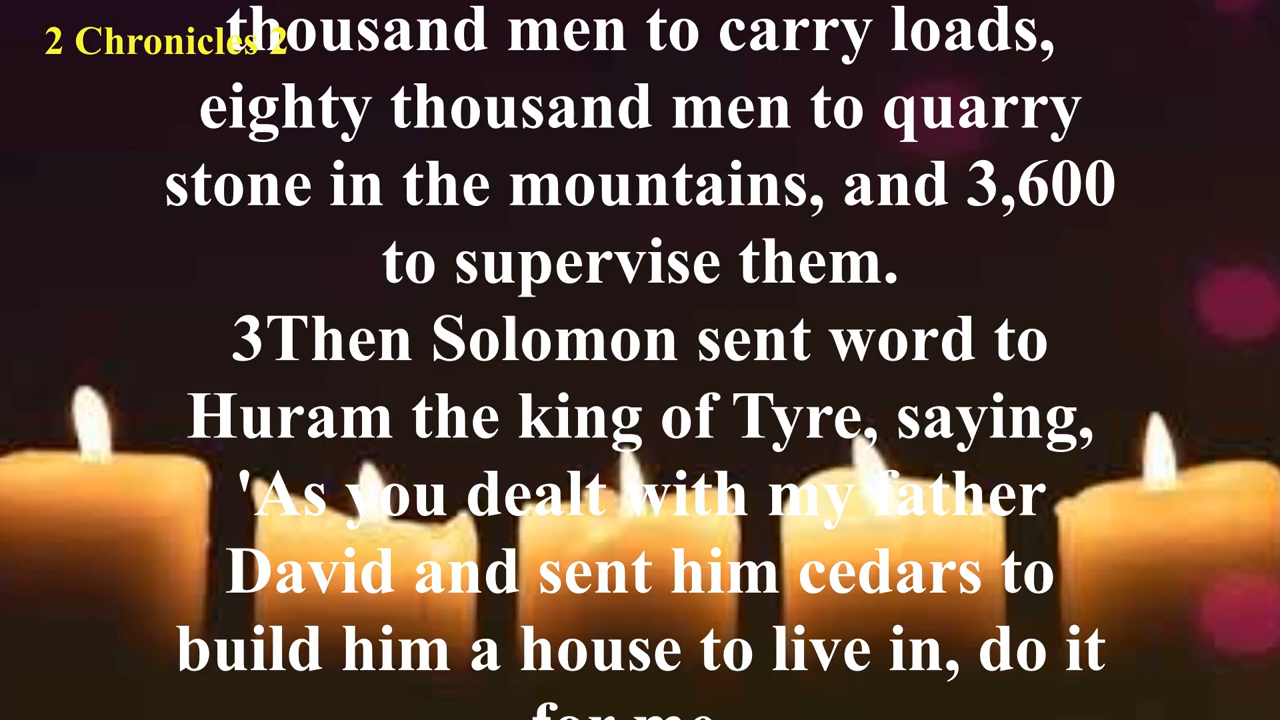 2 Chronicles 2
thousand men to carry loads,
eighty thousand men to quarry
stone in the mountains, and 3,600
to supervise them.
3Then Solomon sent word to
Huram the king of Tyre, saying,
'As you dealt with my father
David and sent him cedars to
build him a house to live in, do it
for me